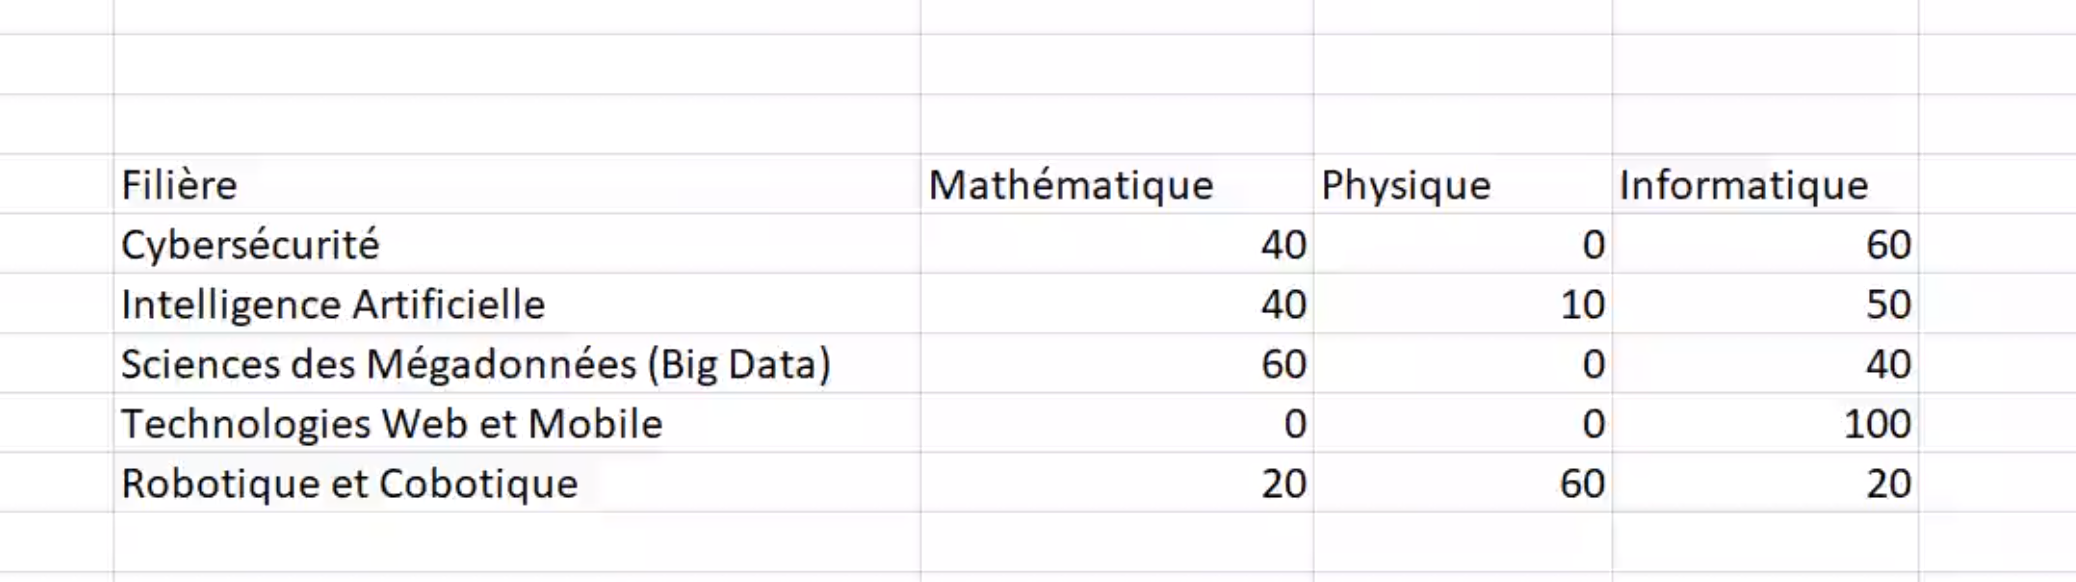 Filière Mathématique Physique Informatique
Cybersécurité 40 0 60
Intelligence Artificielle 40 10 50
Sciences des Mégadonnées (Big Data) 60 0 40
Technologies Web et Mobile 0 0 100
Robotique et Cobotique 20 60 20